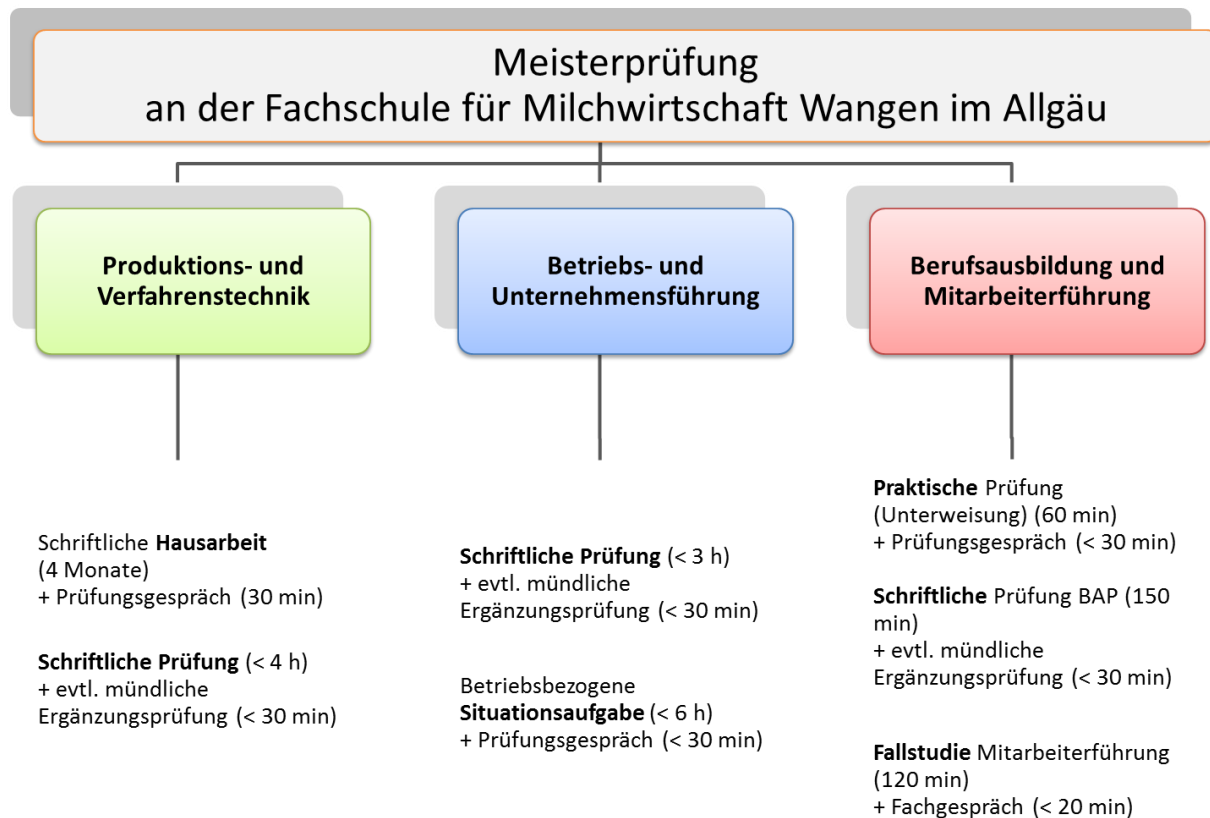 Meisterprüfung
an der Fachschule für Milchwirtschaft Wangen im Allgäu
Produktions- und
Verfahrenstechnik
Betriebs- und
Unternehmensführung
Berufsausbildung und
Mitarbeiterführung
Schriftliche Hausarbeit
(4 Monate)
+ Prüfungsgespräch (30 min)
Schriftliche Prüfung (< 4 h)
+ evtl. mündliche
Ergänzungsprüfung (< 30 min)
Schriftliche Prüfung (< 3 h)
+ evtl. mündliche
Ergänzungsprüfung (< 30 min)
Betriebsbezogene
Situationsaufgabe (< 6 h)
+ Prüfungsgespräch (< 30 min)
Praktische Prüfung
(Unterweisung) (60 min)
+ Prüfungsgespräch (< 30 min)
Schriftliche Prüfung BAP (150
min)
+ evtl. mündliche
Ergänzungsprüfung (< 30 min)
Fallstudie Mitarbeiterführung
(120 min)
+ Fachgespräch (< 20 min)